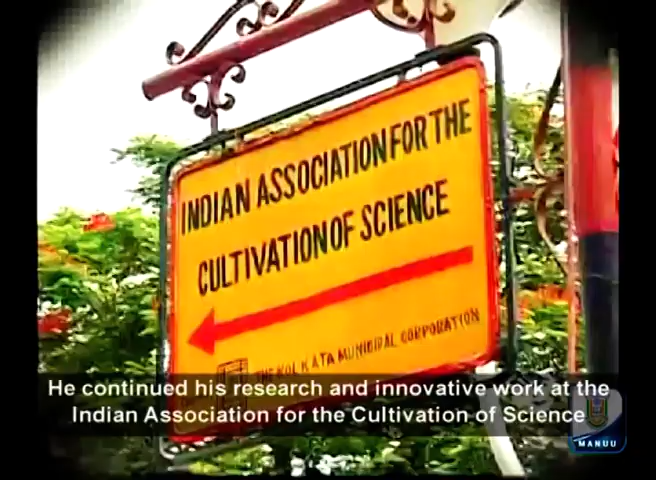 INDIAN ASSOCIATION FOR THE
CULTIVATION OF SCIENCE
THE KOLKATA MUNICIPAL CORPORATION
He continued his research and innovative work at the
Indian Association for the Cultivation of Science
MANUU